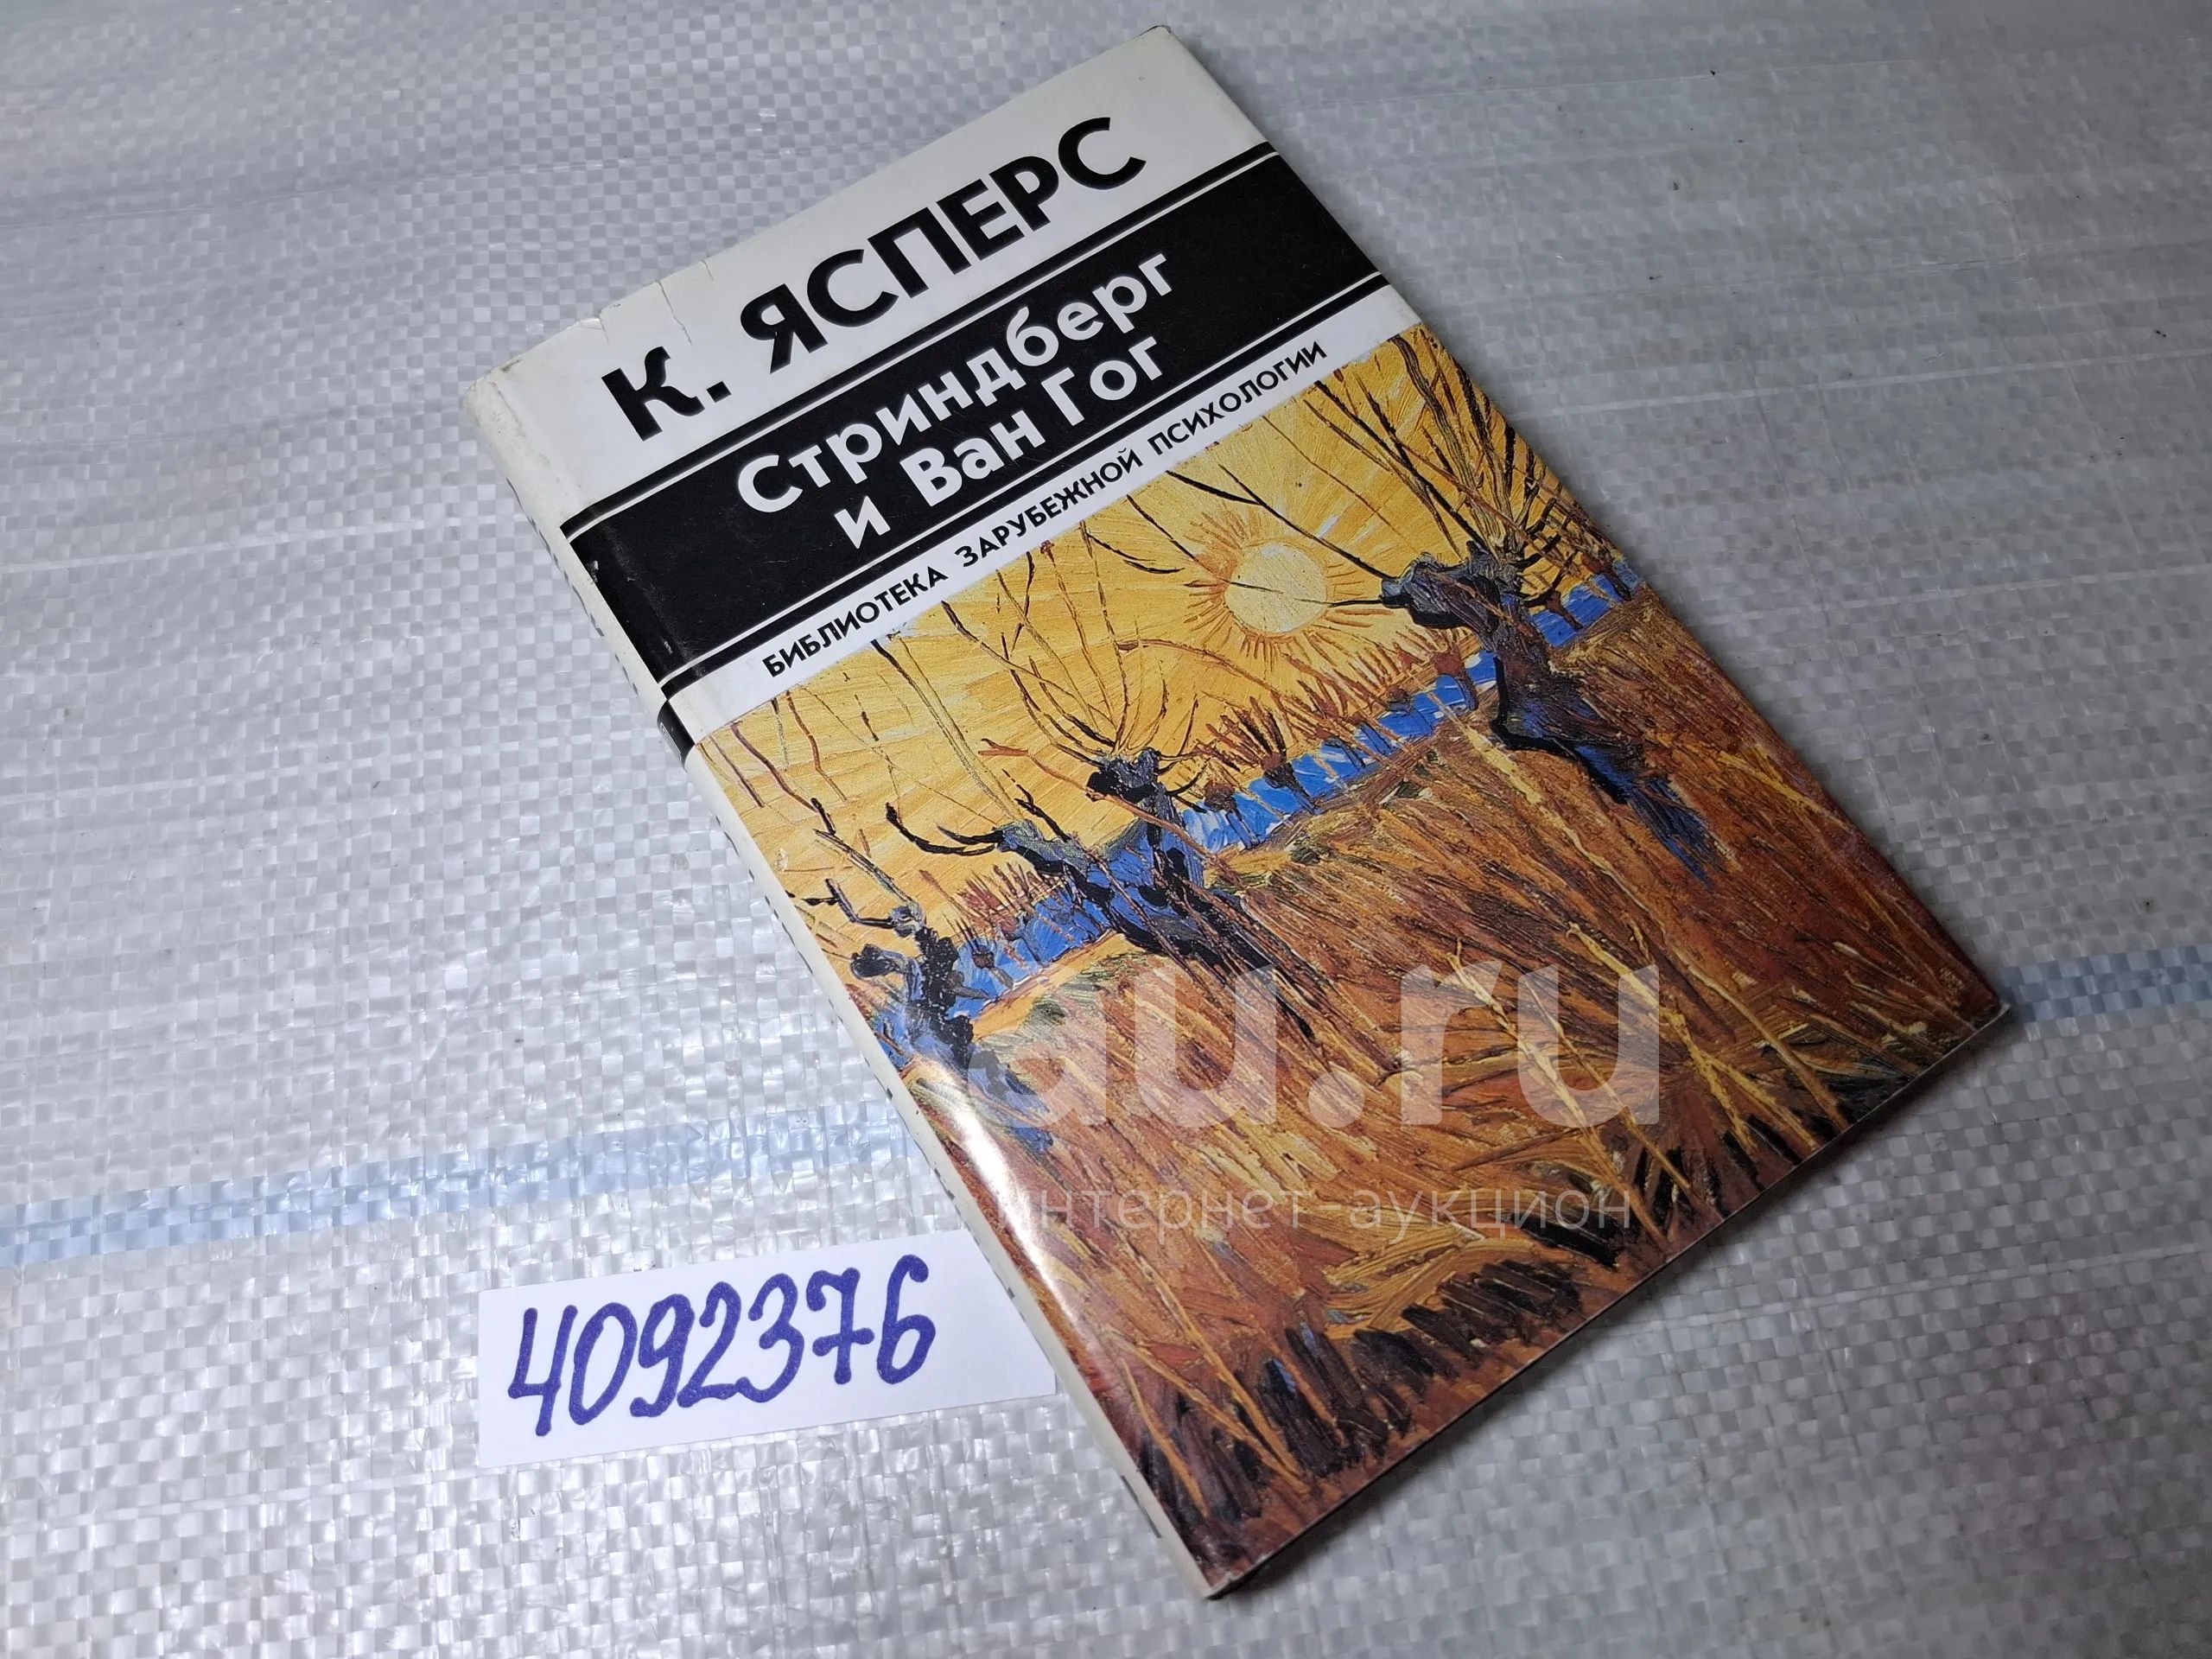 К. ЯСПЕРС
Стриндберг
и Ван Гог
БИБЛИОТЕКА ЗАРУБЕЖНОЙ ПСИХОЛОГИИ
au.ru
интернет-аукцион
4092376